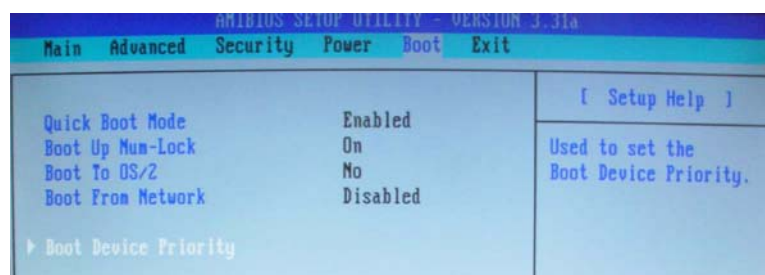 AMIBIOS SETUP UTILITY - VERSION 3.31a
Main Advanced Security Power Boot Exit
Quick Boot Mode Enabled
Boot Up Num-Lock On
Boot To OS/2 No
Boot From Network Disabled
Boot Device Priority
[ Setup Help ]
Used to set the
Boot Device Priority.